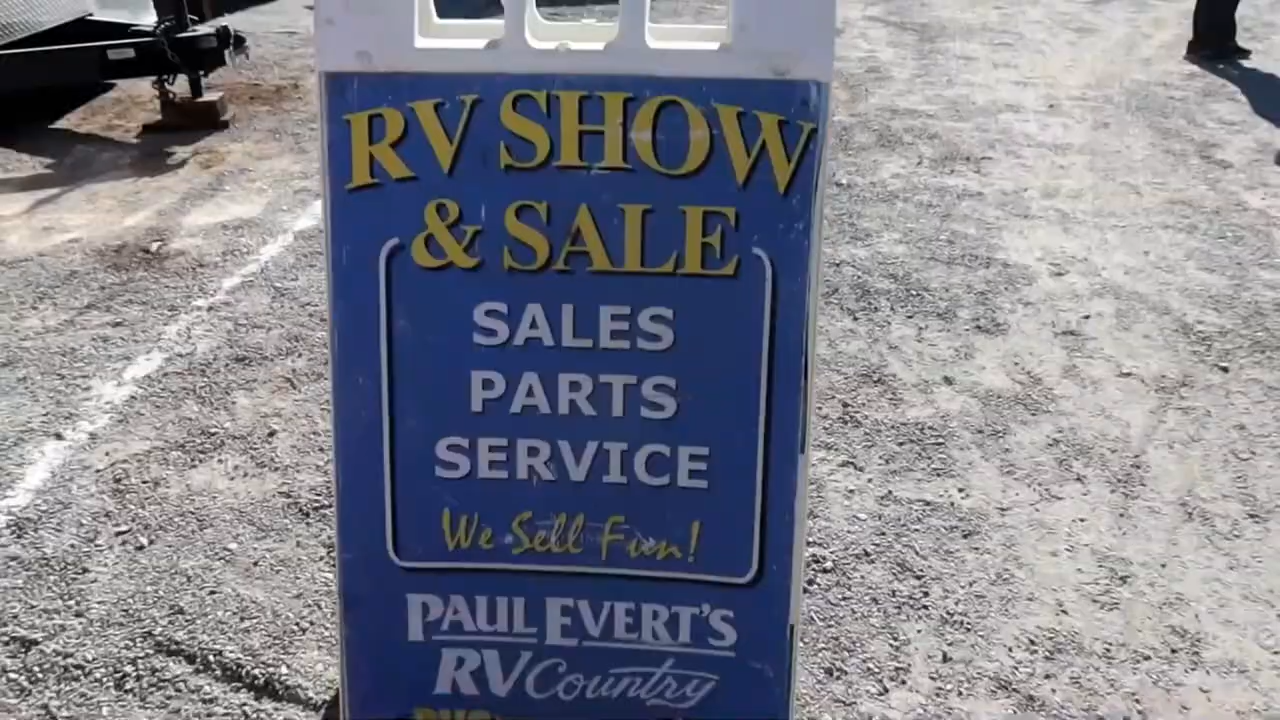 RV SHOW
& SALE
SALES
PARTS
SERVICE
We Sell Fun!
PAUL EVERT'S
RV Country